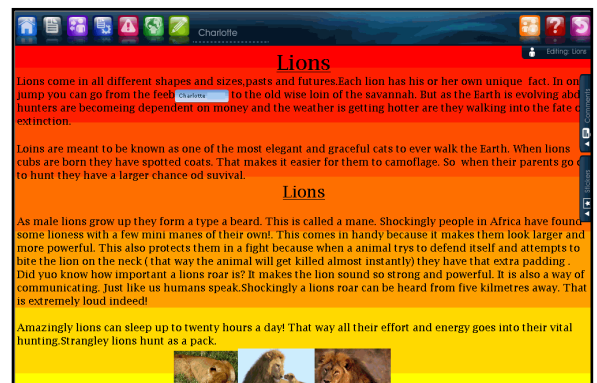 Charlotte
Editing: Lions
Lions
Lions come in all different shapes and sizes,pasts and futures.Each lion has his or her own unique fact. In on
jump you can go from the feeb Charlotte to the old wise loin of the savannah. But as the Earth is evolving abd
hunters are becomeing dependent on money and the weather is getting hotter are they walking into the fate o
extinction.
Comments
Loins are meant to be known as one of the most elegant and graceful cats to ever walk the Earth. When lions
cubs are born they have spotted coats. That makes it easier for them to camoflage. So when their parents go o
to hunt they have a larger chance od suvival.
Stickers
Lions
As male lions grow up they form a type a beard. This is called a mane. Shockingly people in Africa have found
some lioness with a few mini manes of their own!. This comes in handy because it makes them look larger and
more powerful. This also protects them in a fight because when a animal trys to defend itself and attempts to
bite the lion on the neck ( that way the animal will get killed almost instantly) they have that extra padding .
Did yuo know how important a lions roar is? It makes the lion sound so strong and powerful. It is also a way of
communicating. Just like us humans speak.Shockingly a lions roar can be heard from five kilmetres away. That
is extremely loud indeed!
Amazingly lions can sleep up to twenty hours a day! That way all their effort and energy goes into their vital
hunting.Strangley lions hunt as a pack.